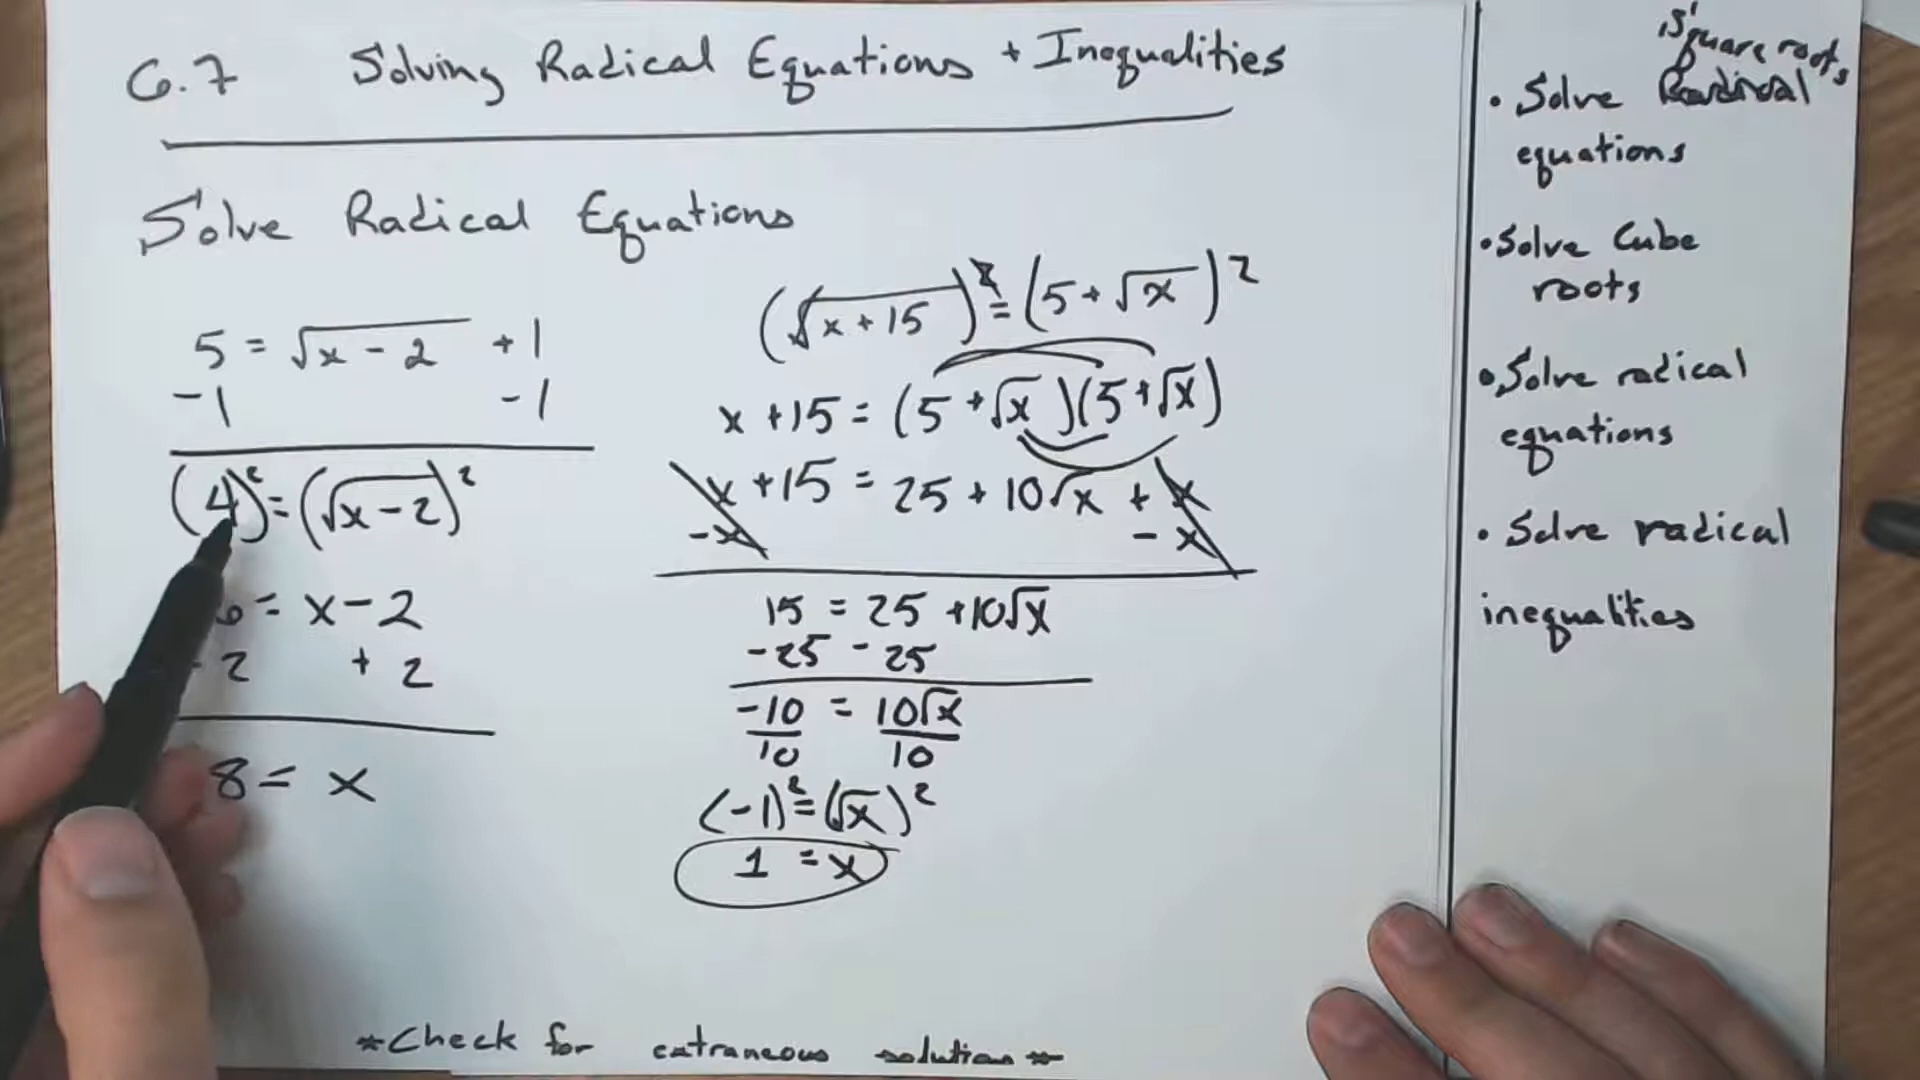 6.7 Solving Radical Equations + Inequalities
Solve Radical Equations
5 = √x - 2 + 1
-1 -1
(4)² = (√x - 2)²
6 = x - 2
2 + 2
8 = x
(√x + 15)² = (5 + √x)²
x + 15 = (5 + √x)(5 + √x)
x + 15 = 25 + 10√x + x
-x - x
15 = 25 + 10√x
-25 - 25
-10 = 10√x
10 10
(-1)² = (√x)²
1 = x
*Check for extraneous solution*
Square roots
• Solve Radical
equations
• Solve Cube
roots
• Solve radical
equations
• Solve radical
inequalities